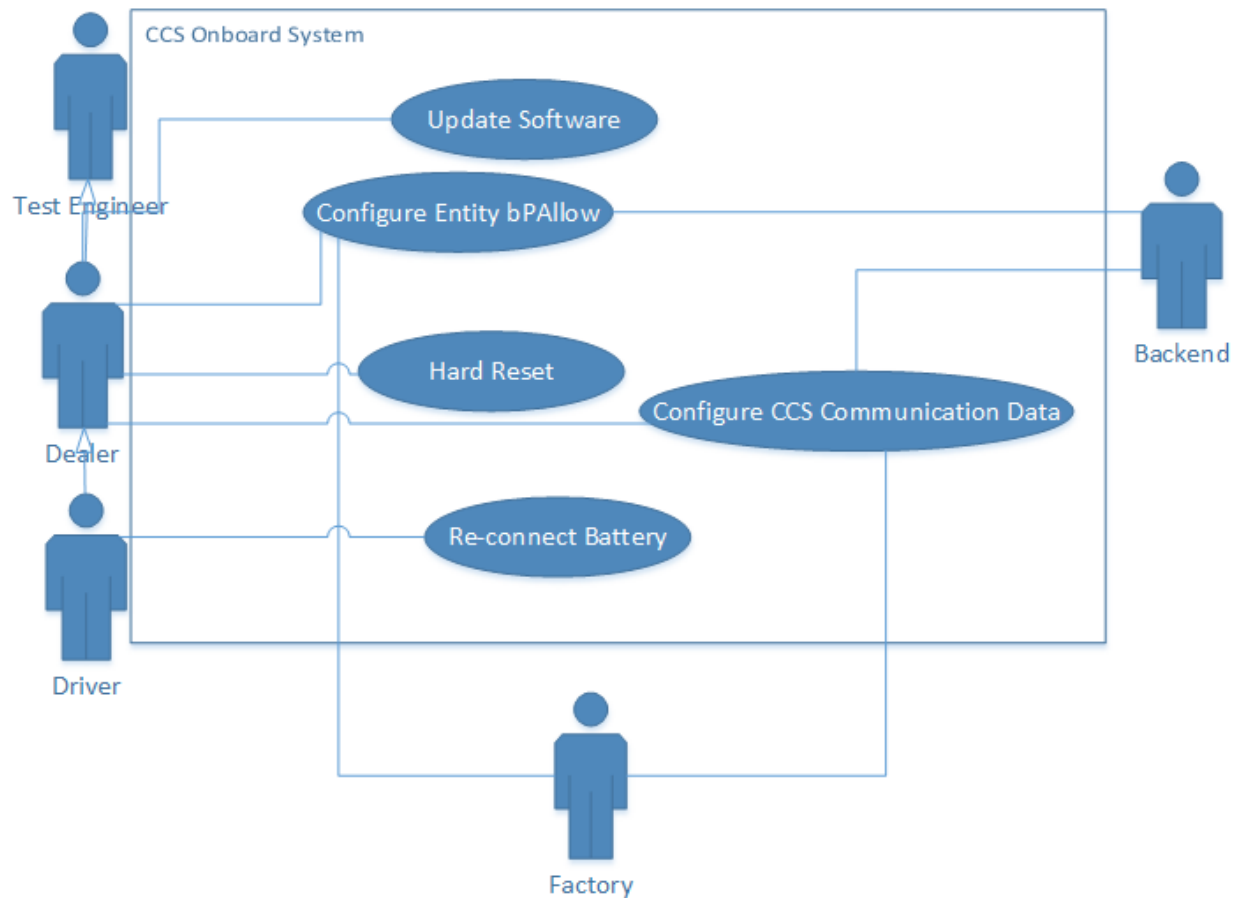 CCS Onboard System
Update Software
Test Engineer
Configure Entity bPAllow
Backend
Hard Reset
Configure CCS Communication Data
Dealer
Re-connect Battery
Driver
Factory